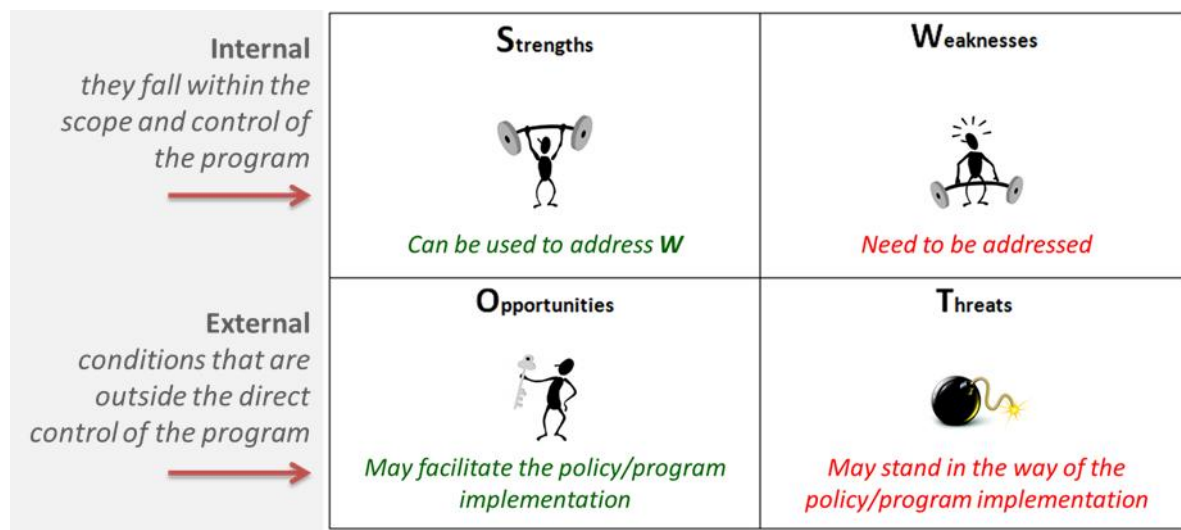 Internal
they fall within the
scope and control of
the program
Strengths
Can be used to address W
Weaknesses
Need to be addressed
External
conditions that are
outside the direct
control of the program
Opportunities
May facilitate the policy/program
implementation
Threats
May stand in the way of the
policy/program implementation